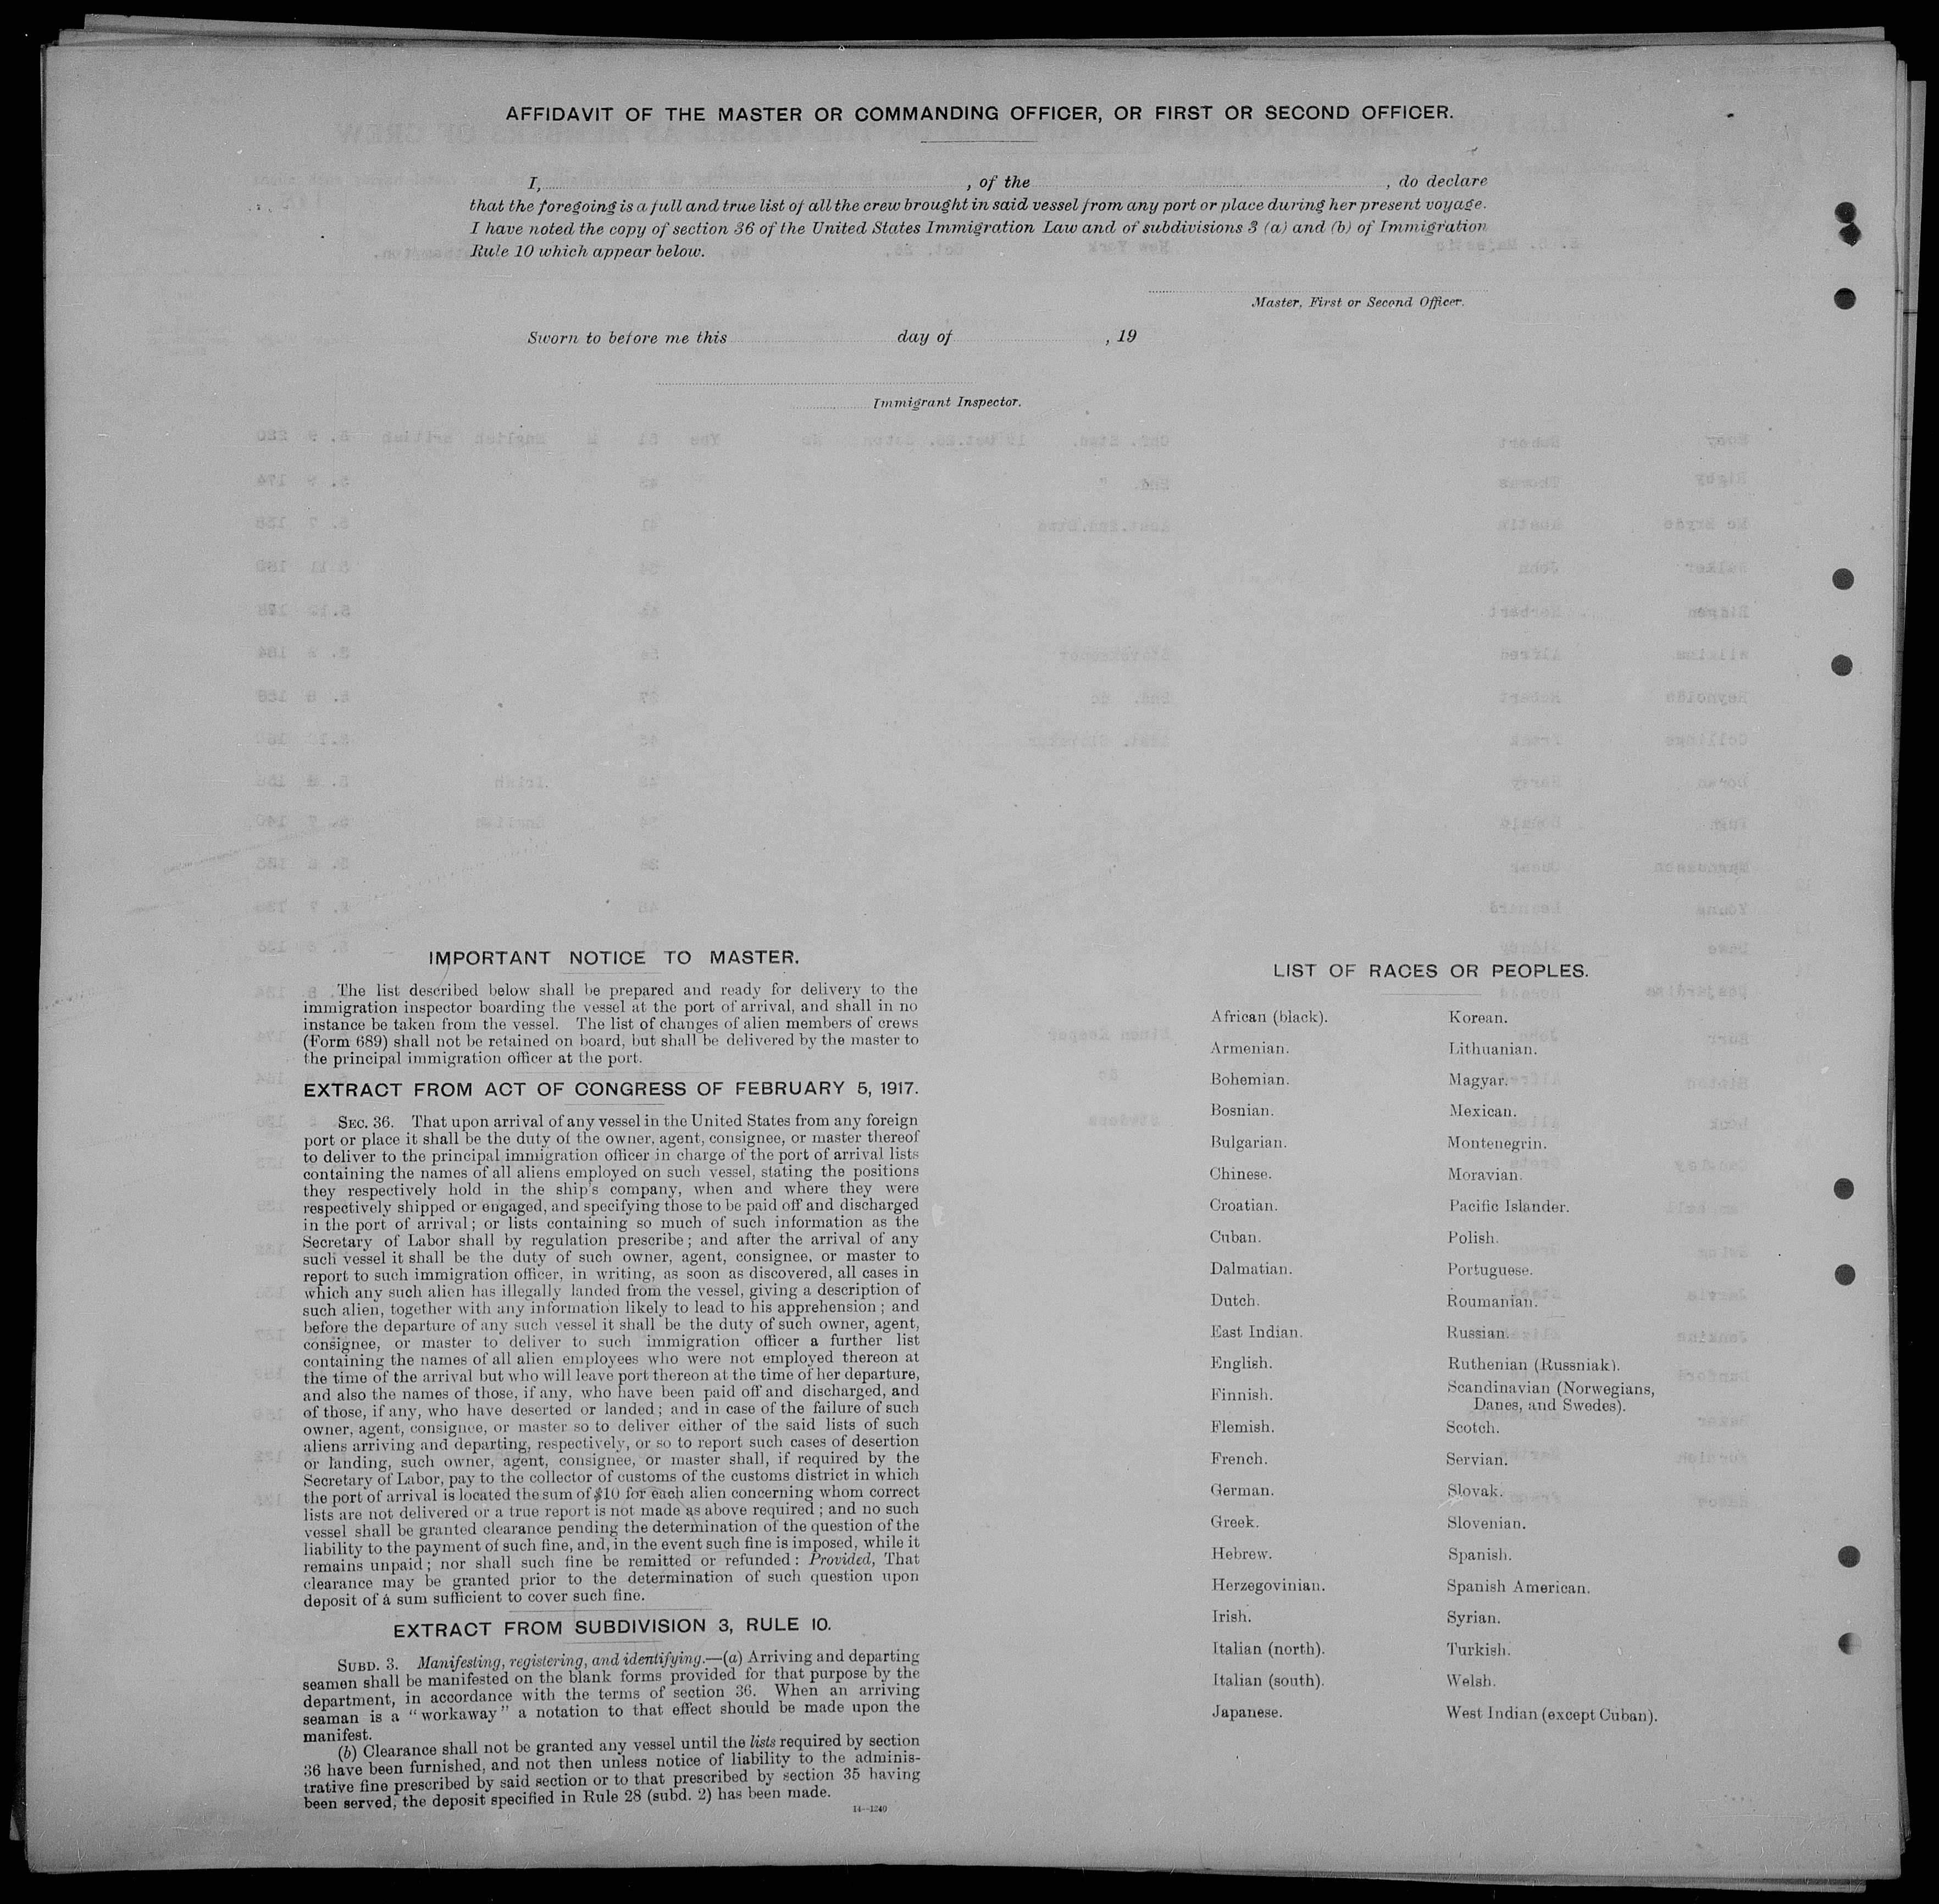 AFFIDAVIT OF THE MASTER OR COMMANDING OFFICER, OR FIRST OR SECOND OFFICER.
I, , of the , do declare
that the foregoing is a full and true list of all the crew brought in said vessel from any port or place during her present voyage.
I have noted the copy of section 36 of the United States Immigration Law and of subdivisions 3 (a) and (b) of Immigration
Rule 10 which appear below.
Master, First or Second Officer.
Sworn to before me this day of , 19
Immigrant Inspector.
IMPORTANT NOTICE TO MASTER.
The list described below shall be prepared and ready for delivery to the
immigration inspector boarding the vessel at the port of arrival, and shall in no
instance be taken from the vessel. The list of changes of alien members of crews
(Form 689) shall not be retained on board, but shall be delivered by the master to
the principal immigration officer at the port.
EXTRACT FROM ACT OF CONGRESS OF FEBRUARY 5, 1917.
SEC. 36. That upon arrival of any vessel in the United States from any foreign
port or place it shall be the duty of the owner, agent, consignee, or master thereof
to deliver to the principal immigration officer in charge of the port of arrival lists
containing the names of all aliens employed on such vessel, stating the positions
they respectively hold in the ship's company, when and where they were
respectively shipped or engaged, and specifying those to be paid off and discharged
in the port of arrival; or lists containing so much of such information as the
Secretary of Labor shall by regulation prescribe; and after the arrival of any
such vessel it shall be the duty of such owner, agent, consignee, or master to
report to such immigration officer, in writing, as soon as discovered, all cases in
which any such alien has illegally landed from the vessel, giving a description of
such alien, together with any information likely to lead to his apprehension; and
before the departure of any such vessel it shall be the duty of such owner, agent,
consignee, or master to deliver to such immigration officer a further list
containing the names of all alien employees who were not employed thereon at
the time of the arrival but who will leave port thereon at the time of her departure,
and also the names of those, if any, who have been paid off and discharged, and
of those, if any, who have deserted or landed; and in case of the failure of such
owner, agent, consignee, or master so to deliver either of the said lists of such
aliens arriving and departing, respectively, or so to report such cases of desertion
or landing, such owner, agent, consignee, or master shall, if required by the
Secretary of Labor, pay to the collector of customs of the customs district in which
the port of arrival is located the sum of $10 for each alien concerning whom correct
lists are not delivered or a true report is not made as above required; and no such
vessel shall be granted clearance pending the determination of the question of the
liability to the payment of such fine, and, in the event such fine is imposed, while it
remains unpaid; nor shall such fine be remitted or refunded: Provided, That
clearance may be granted prior to the determination of such question upon
deposit of a sum sufficient to cover such fine.
EXTRACT FROM SUBDIVISION 3, RULE 10.
SUBD. 3. Manifesting, registering, and identifying.—(a) Arriving and departing
seamen shall be manifested on the blank forms provided for that purpose by the
department, in accordance with the terms of section 36. When an arriving
seaman is a "workaway" a notation to that effect should be made upon the
manifest.
(b) Clearance shall not be granted any vessel until the lists required by section
36 have been furnished, and not then unless notice of liability to the adminis-
trative fine prescribed by said section or to that prescribed by section 35 having
been served, the deposit specified in Rule 28 (subd. 2) has been made.
14—1240
LIST OF RACES OR PEOPLES.
African (black).
Armenian.
Bohemian.
Bosnian.
Bulgarian.
Chinese.
Croatian.
Cuban.
Dalmatian.
Dutch.
East Indian.
English.
Finnish.
Flemish.
French.
German.
Greek.
Hebrew.
Herzegovinian.
Irish.
Italian (north).
Italian (south).
Japanese.
Korean.
Lithuanian.
Magyar.
Mexican.
Montenegrin.
Moravian.
Pacific Islander.
Polish.
Portuguese.
Roumanian.
Russian.
Ruthenian (Russniak).
Scandinavian (Norwegians,
Danes, and Swedes).
Scotch.
Servian.
Slovak.
Slovenian.
Spanish.
Spanish American.
Syrian.
Turkish.
Welsh.
West Indian (except Cuban).